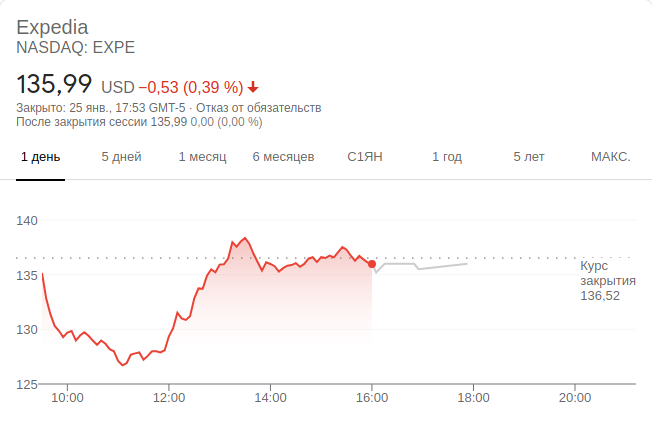 Expedia
NASDAQ: EXPE
135,99 USD −0,53 (0,39 %)
Закрыто: 25 янв., 17:53 GMT-5 · Отказ от обязательств
После закрытия сессии 135,99 0,00 (0,00 %)
1 день 5 дней 1 месяц 6 месяцев С1ЯН 1 год 5 лет МАКС.
140
135
130
125
Курс
закрытия
136,52
10:00 12:00 14:00 16:00 18:00 20:00